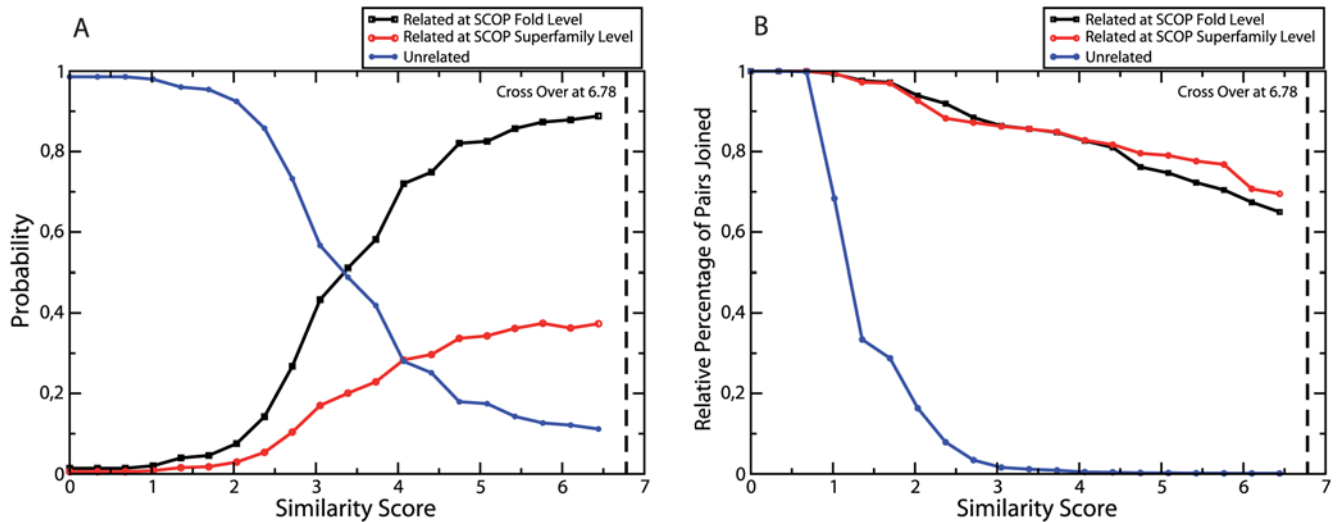 A
Related at SCOP Fold Level
Related at SCOP Superfamily Level
Unrelated
Cross Over at 6.78
1
0,8
0,6
0,4
0,2
0
Probability
0 1 2 3 4 5 6 7
Similarity Score
B
Related at SCOP Fold Level
Related at SCOP Superfamily Level
Unrelated
Cross Over at 6.78
1
0,8
0,6
0,4
0,2
0
Relative Percentage of Pairs Joined
0 1 2 3 4 5 6 7
Similarity Score